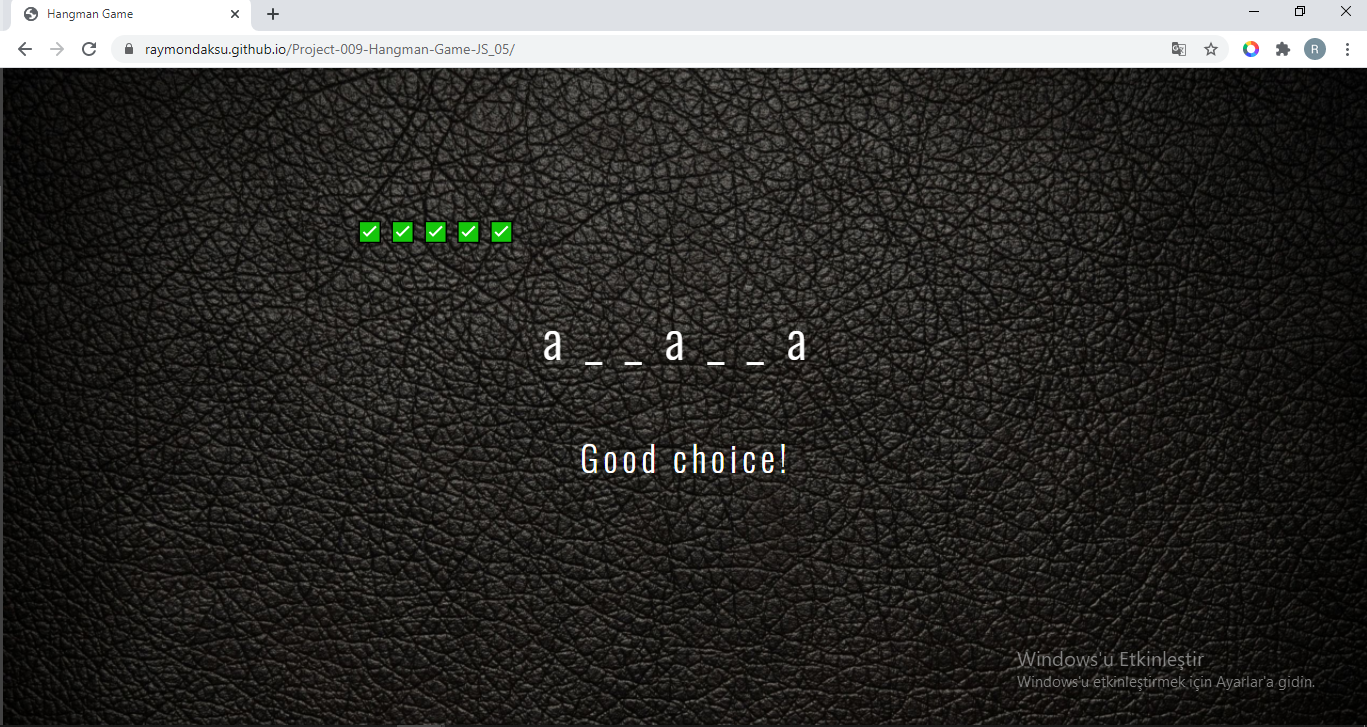 Hangman Game
raymondaksu.github.io/Project-009-Hangman-Game-JS_05/
R
a _ _ a _ _ a
Good choice!
Windows'u Etkinleştir
Windows'u etkinleştirmek için Ayarlar'a gidin.